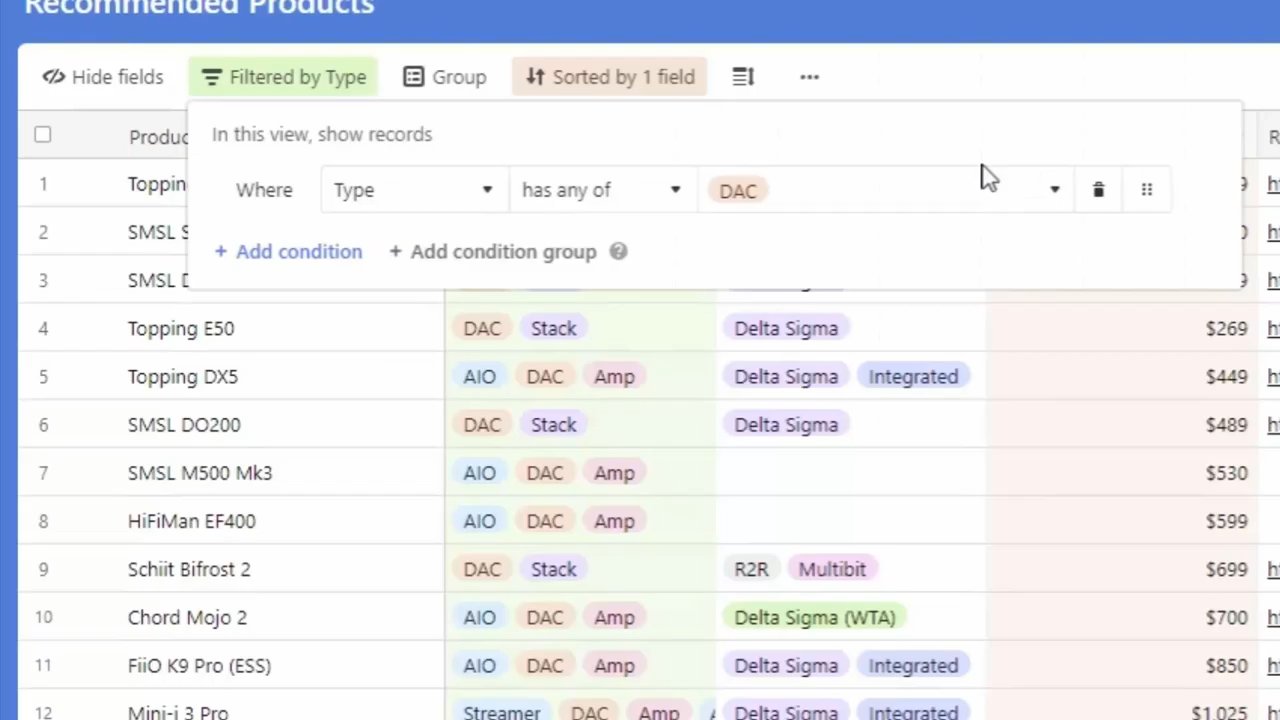 Recommended Products
Hide fields Filtered by Type Group Sorted by 1 field
Produc R
In this view, show records
Where Type has any of DAC
+ Add condition + Add condition group
1 Toppin 9 h
2 SMSL S 0 h
3 SMSL 9 h
4 Topping E50 DAC Stack Delta Sigma $269 h
5 Topping DX5 AIO DAC Amp Delta Sigma Integrated $449 h
6 SMSL DO200 DAC Stack Delta Sigma $489 h
7 SMSL M500 Mk3 AIO DAC Amp $530
8 HiFiMan EF400 AIO DAC Amp $599
9 Schiit Bifrost 2 DAC Stack R2R Multibit $699 h
10 Chord Mojo 2 AIO DAC Amp Delta Sigma (WTA) $700 h
11 FiiO K9 Pro (ESS) AIO DAC Amp Delta Sigma Integrated $850 h
12 Mini-i 3 Pro Streamer DAC Amp Delta Sigma Integrated $1,025 h